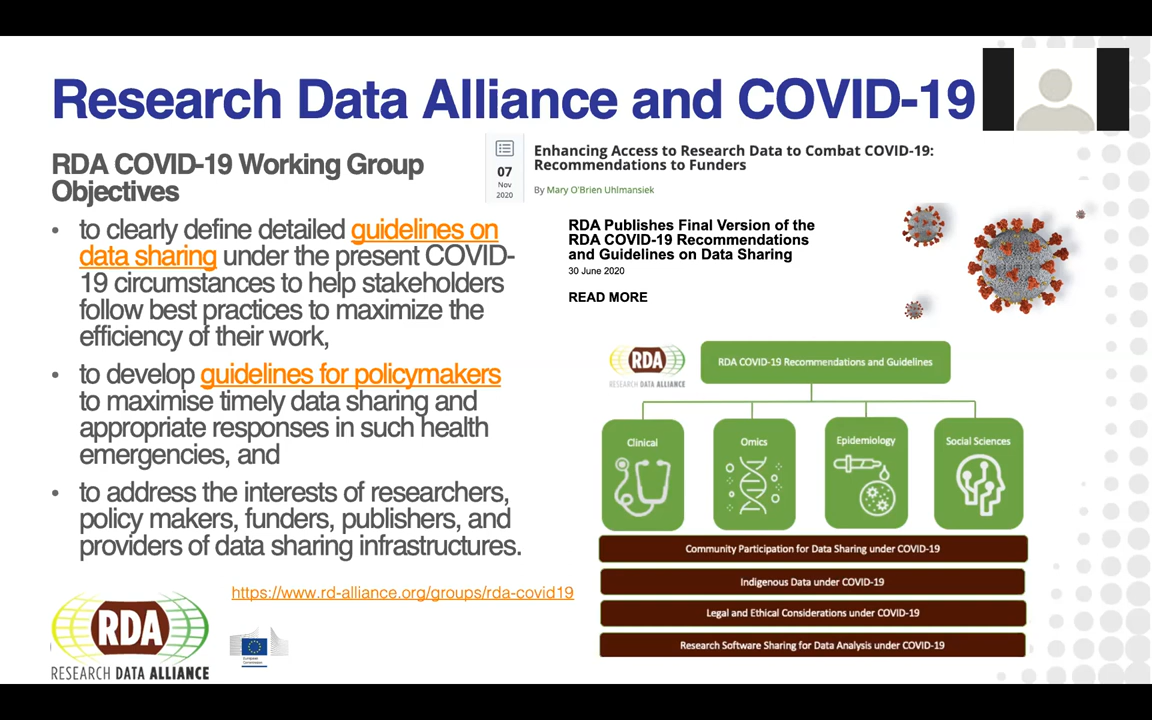 Research Data Alliance and COVID-19
RDA COVID-19 Working Group
Objectives
• to clearly define detailed guidelines on
data sharing under the present COVID-
19 circumstances to help stakeholders
follow best practices to maximize the
efficiency of their work,
• to develop guidelines for policymakers
to maximise timely data sharing and
appropriate responses in such health
emergencies, and
• to address the interests of researchers,
policy makers, funders, publishers, and
providers of data sharing infrastructures.
https://www.rd-alliance.org/groups/rda-covid19
RDA
RESEARCH DATA ALLIANCE
European
Commission
07
Nov
2020
Enhancing Access to Research Data to Combat COVID-19:
Recommendations to Funders
By Mary O'Brien Uhlmansiek
RDA Publishes Final Version of the
RDA COVID-19 Recommendations
and Guidelines on Data Sharing
30 June 2020
READ MORE
RDA
RESEARCH DATA ALLIANCE
RDA COVID-19 Recommendations and Guidelines
Clinical
Omics
Epidemiology
Social Sciences
Community Participation for Data Sharing under COVID-19
Indigenous Data under COVID-19
Legal and Ethical Considerations under COVID-19
Research Software Sharing for Data Analysis under COVID-19